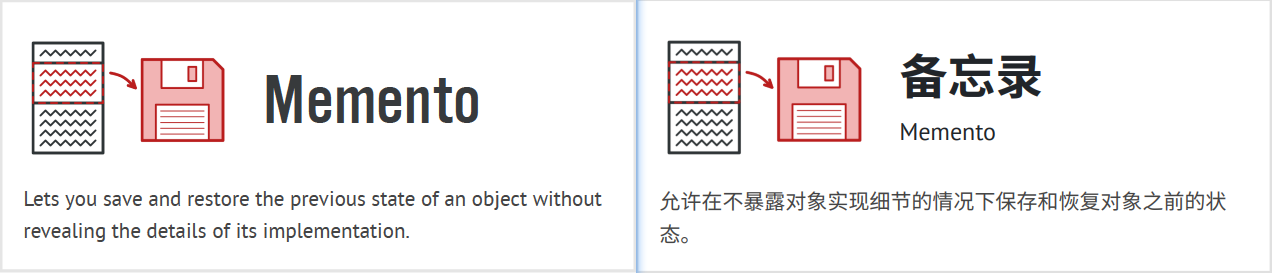 Memento
Lets you save and restore the previous state of an object without
revealing the details of its implementation.
备忘录
Memento
允许在不暴露对象实现细节的情况下保存和恢复对象之前的状
态。